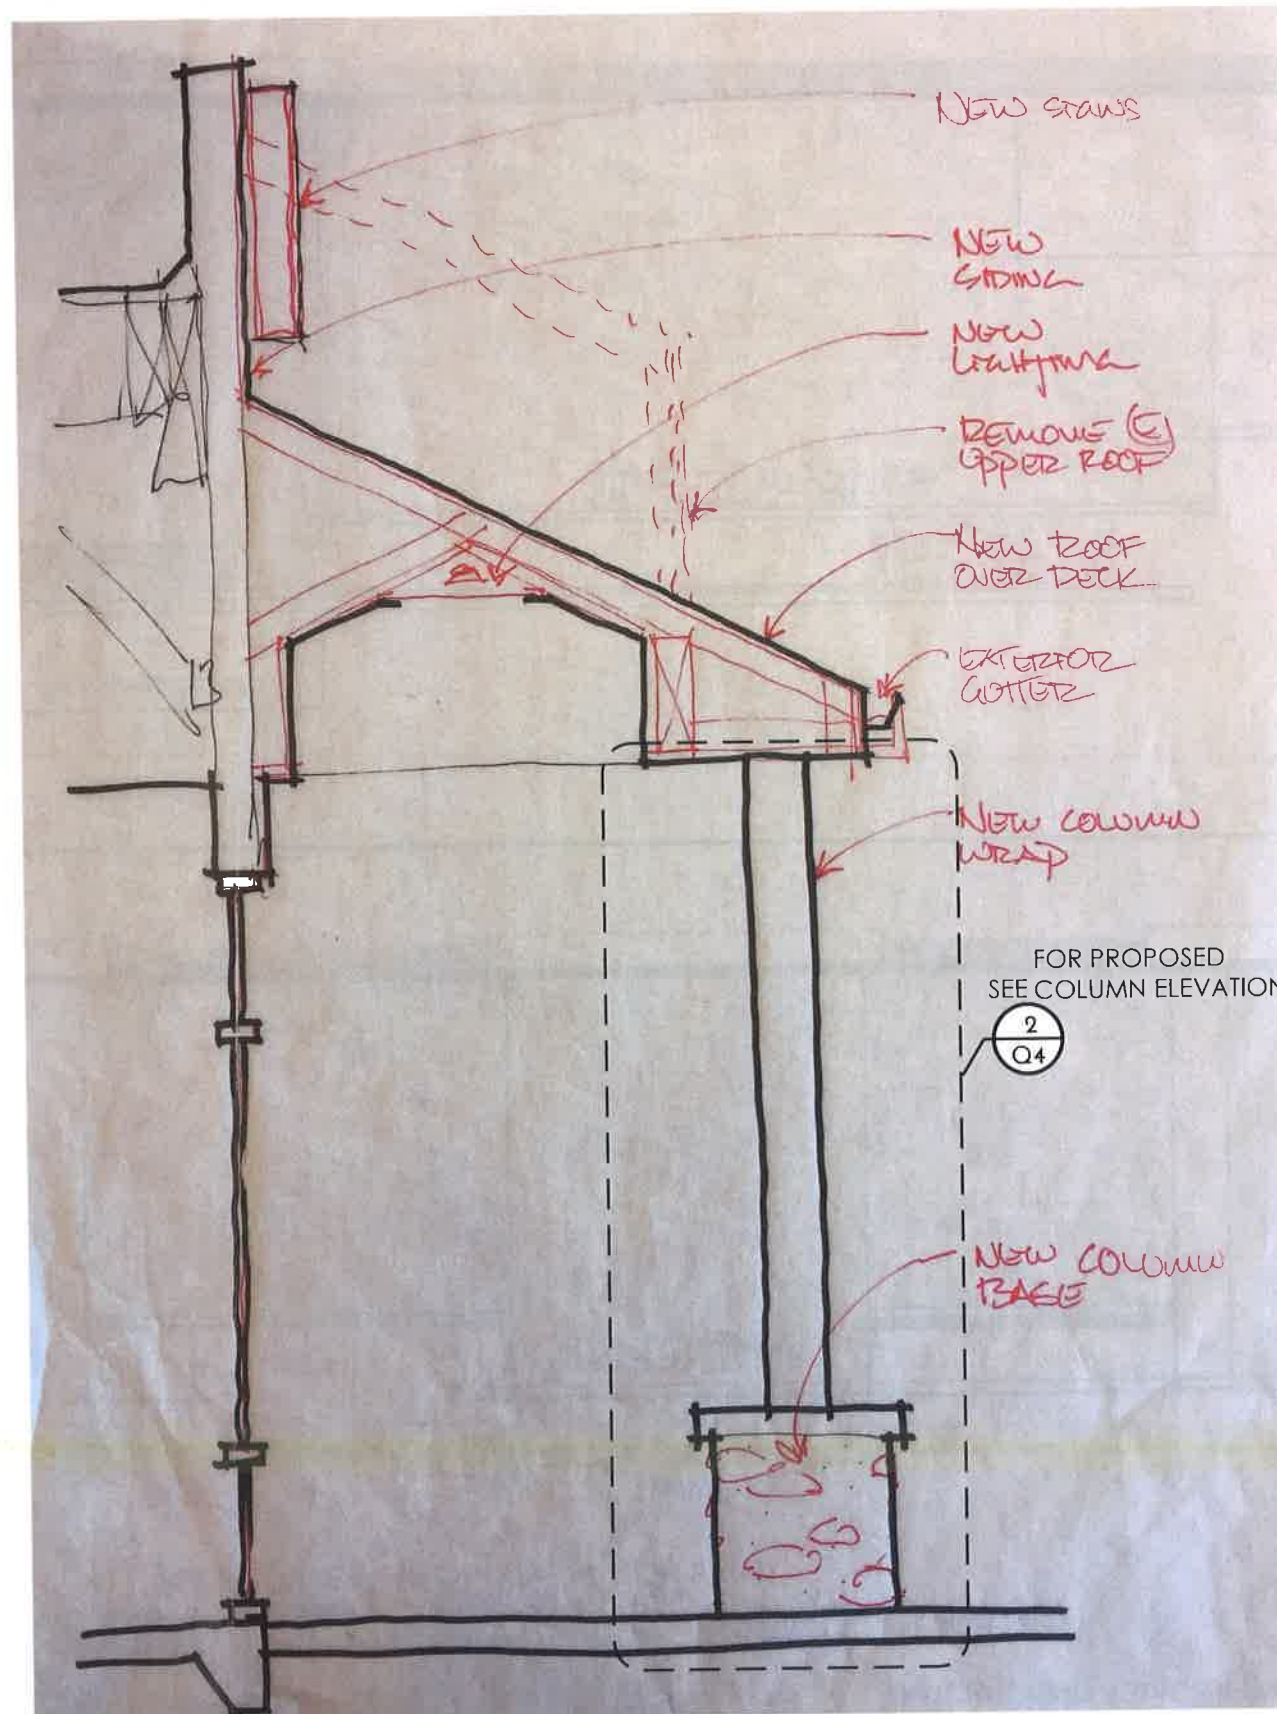 NEW SIGNS
NEW
SIDING
NEW
LIGHTING
REMOVE (E)
UPPER ROOF
NEW ROOF
OVER DECK
EXTERIOR
GUTTER
NEW COLUMN
WRAP
FOR PROPOSED
SEE COLUMN ELEVATION
2
Q4
NEW COLUMN
BASE